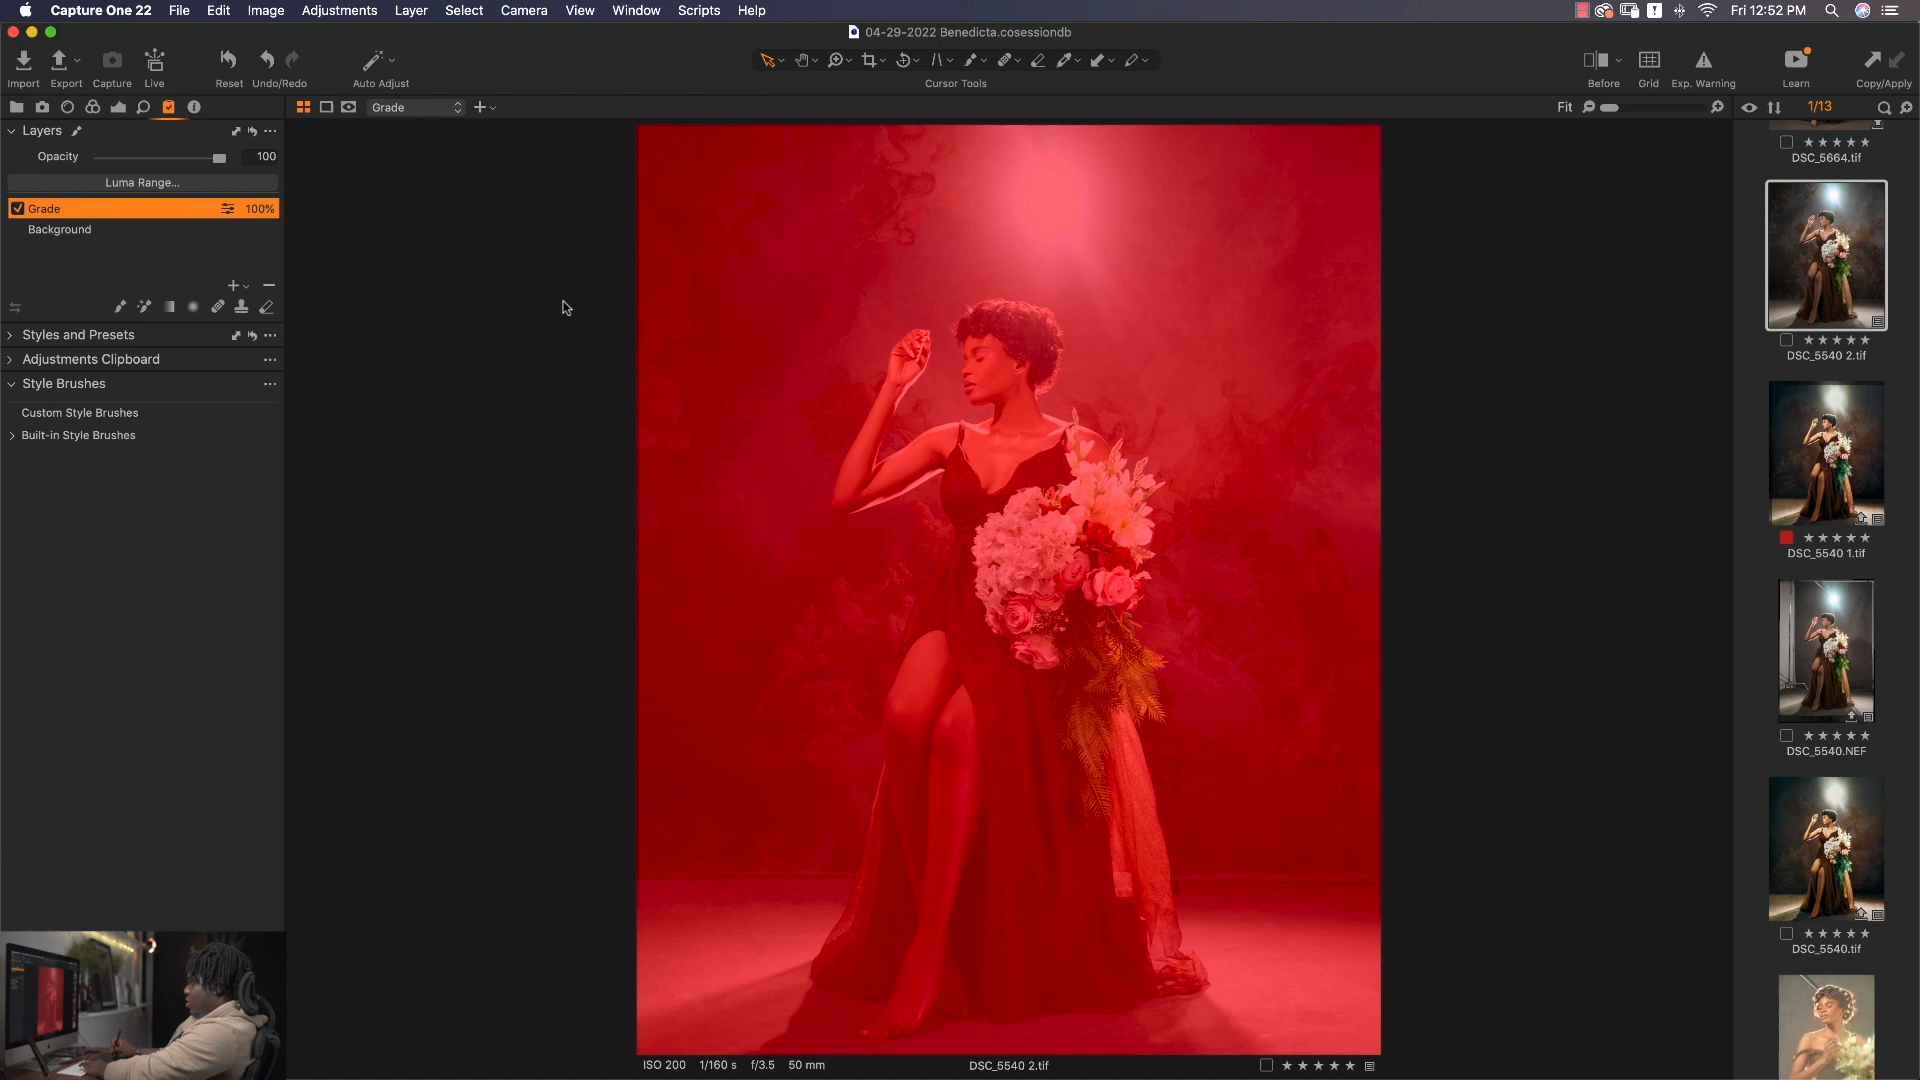 Capture One 22 File Edit Image Adjustments Layer Select Camera View Window Scripts Help Fri 12:52 PM
04-29-2022 Benedicta.cosessiondb
Import Export Capture Live Reset Undo/Redo Auto Adjust Cursor Tools Before Grid Exp. Warning Learn Copy/Apply
Grade
Fit
1/13
Layers
Opacity 100
Luma Range...
Grade 100%
Background
Styles and Presets
Adjustments Clipboard
Style Brushes
Custom Style Brushes
Built-in Style Brushes
DSC_5664.tif
DSC_5540 2.tif
DSC_5540 1.tif
DSC_5540.NEF
DSC_5540.tif
ISO 200 1/160 s f/3.5 50 mm DSC_5540 2.tif